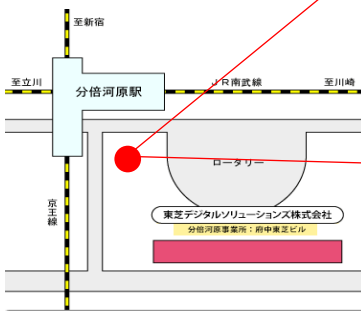 至新宿
至立川
分倍河原駅
JR南武線
至川崎
ロータリー
京王線
東芝デジタルソリューションズ株式会社
分倍河原事業所：府中東芝ビル